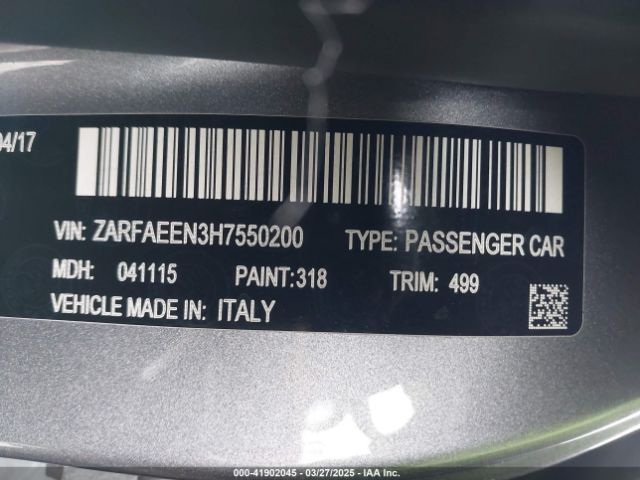 04/17
VIN: ZARFAEEN3H7550200 TYPE: PASSENGER CAR
MDH: 041115 PAINT:318 TRIM: 499
VEHICLE MADE IN: ITALY
000-41902045 — 03/27/2025 — IAA Inc.